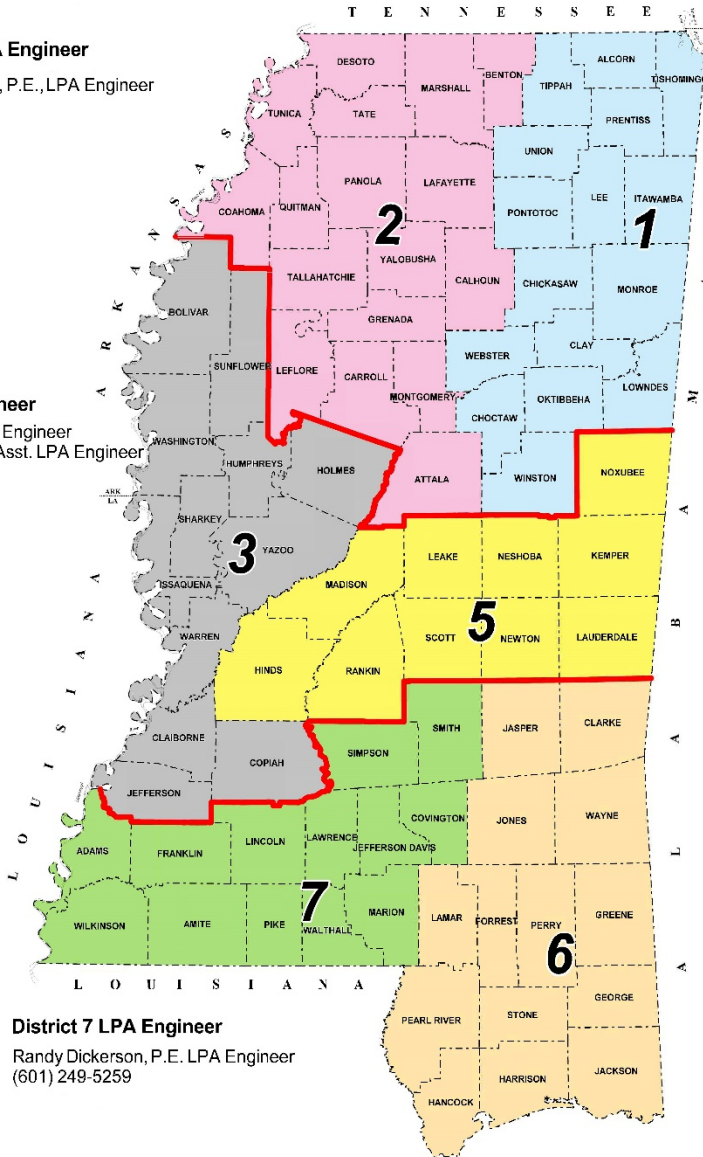 T E N N E S S E E
A Engineer
, P.E., LPA Engineer
DESOTO
MARSHALL
BENTON
TIPPAH
ALCORN
TISHOMINGO
TUNICA
TATE
PRENTISS
UNION
PANOLA
LAFAYETTE
PONTOTOC
LEE
ITAWAMBA
COAHOMA
QUITMAN
2
1
YALOBUSHA
TALLAHATCHIE
CALHOUN
CHICKASAW
MONROE
BOLIVAR
GRENADA
SUNFLOWER
LEFLORE
CARROLL
WEBSTER
CLAY
MONTGOMERY
CHOCTAW
OKTIBBEHA
LOWNDES
A R K A N S A S
neer
Engineer
Asst. LPA Engineer
WASHINGTON
HUMPHREYS
HOLMES
ATTALA
WINSTON
NOXUBEE
ARK
LA
SHARKEY
3
YAZOO
LEAKE
NESHOBA
KEMPER
ISSAQUENA
MADISON
WARREN
5
SCOTT
NEWTON
LAUDERDALE
HINDS
RANKIN
CLAIBORNE
COPIAH
SIMPSON
SMITH
JASPER
CLARKE
JEFFERSON
L O U I S I A N A
ADAMS
FRANKLIN
LINCOLN
LAWRENCE
JEFFERSON DAVIS
COVINGTON
JONES
WAYNE
WILKINSON
AMITE
PIKE
7
WALTHALL
MARION
LAMAR
FORREST
PERRY
GREENE
6
A L A B A M A
L O U I S I A N A
PEARL RIVER
STONE
GEORGE
HANCOCK
HARRISON
JACKSON
District 7 LPA Engineer
Randy Dickerson, P.E. LPA Engineer
(601) 249-5259